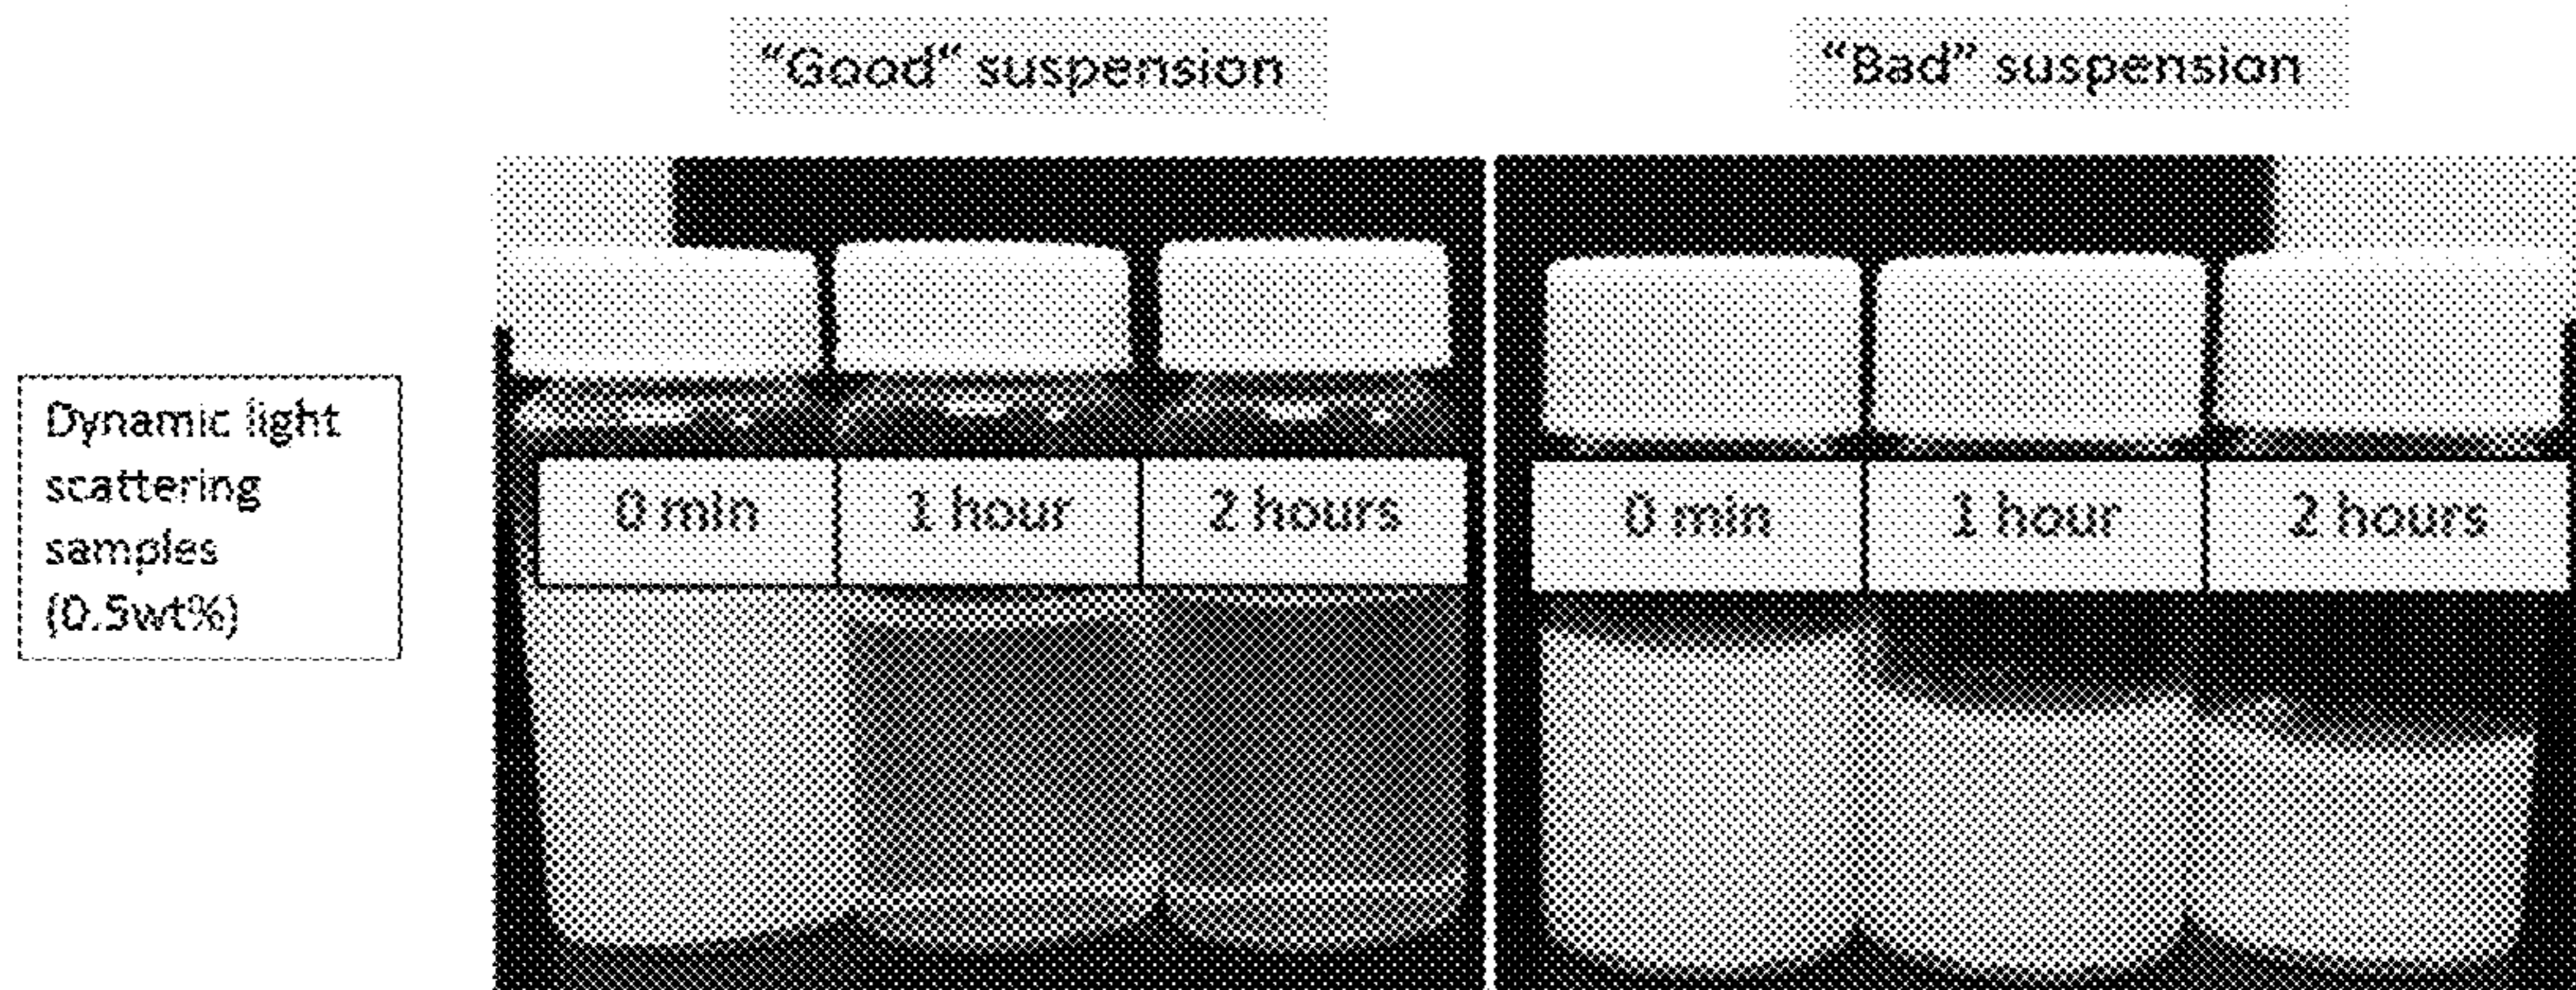 “Good“ suspension
“Bad” suspension
Dynamic light
scattering
samples
(0.5wt%)
0 min
1 hour
2 hours
0 min
1 hour
2 hours